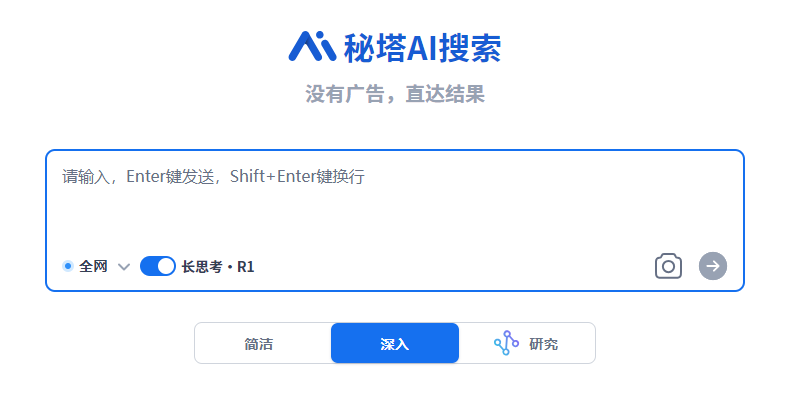 秘塔AI搜索
没有广告，直达结果
请输入，Enter键发送，Shift+Enter键换行
全网 长思考·R1
简洁 深入 研究